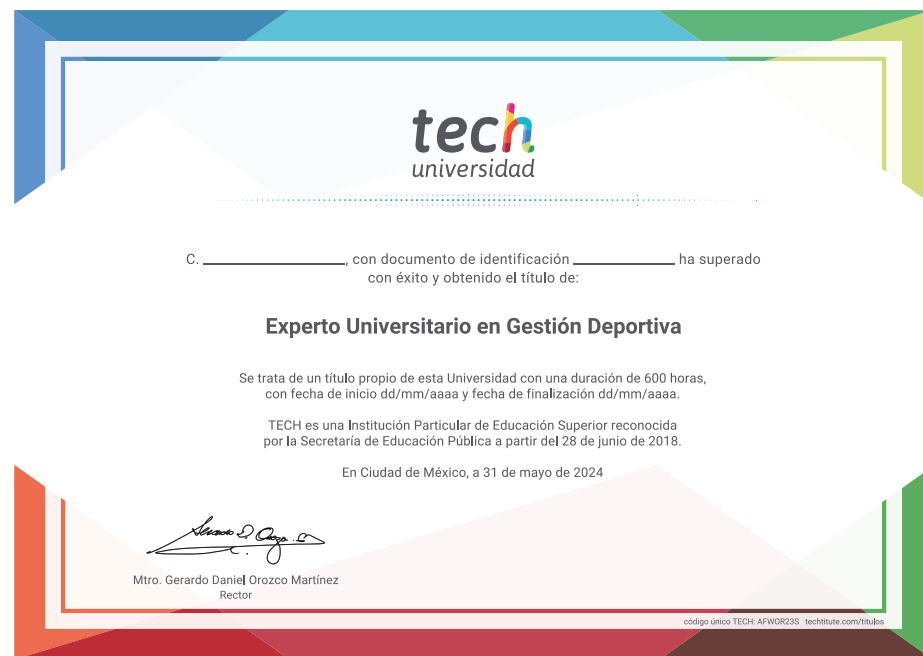 tech
universidad
C. ____________, con documento de identificación ____________ ha superado
con éxito y obtenido el título de:
Experto Universitario en Gestión Deportiva
Se trata de un título propio de esta Universidad con una duración de 600 horas,
con fecha de inicio dd/mm/aaaa y fecha de finalización dd/mm/aaaa.
TECH es una Institución Particular de Educación Superior reconocida
por la Secretaría de Educación Pública a partir del 28 de junio de 2018.
En Ciudad de México, a 31 de mayo de 2024
Mtro. Gerardo Daniel Orozco Martínez
Rector
código único TECH: AFWOR23S techtitute.com/titulos